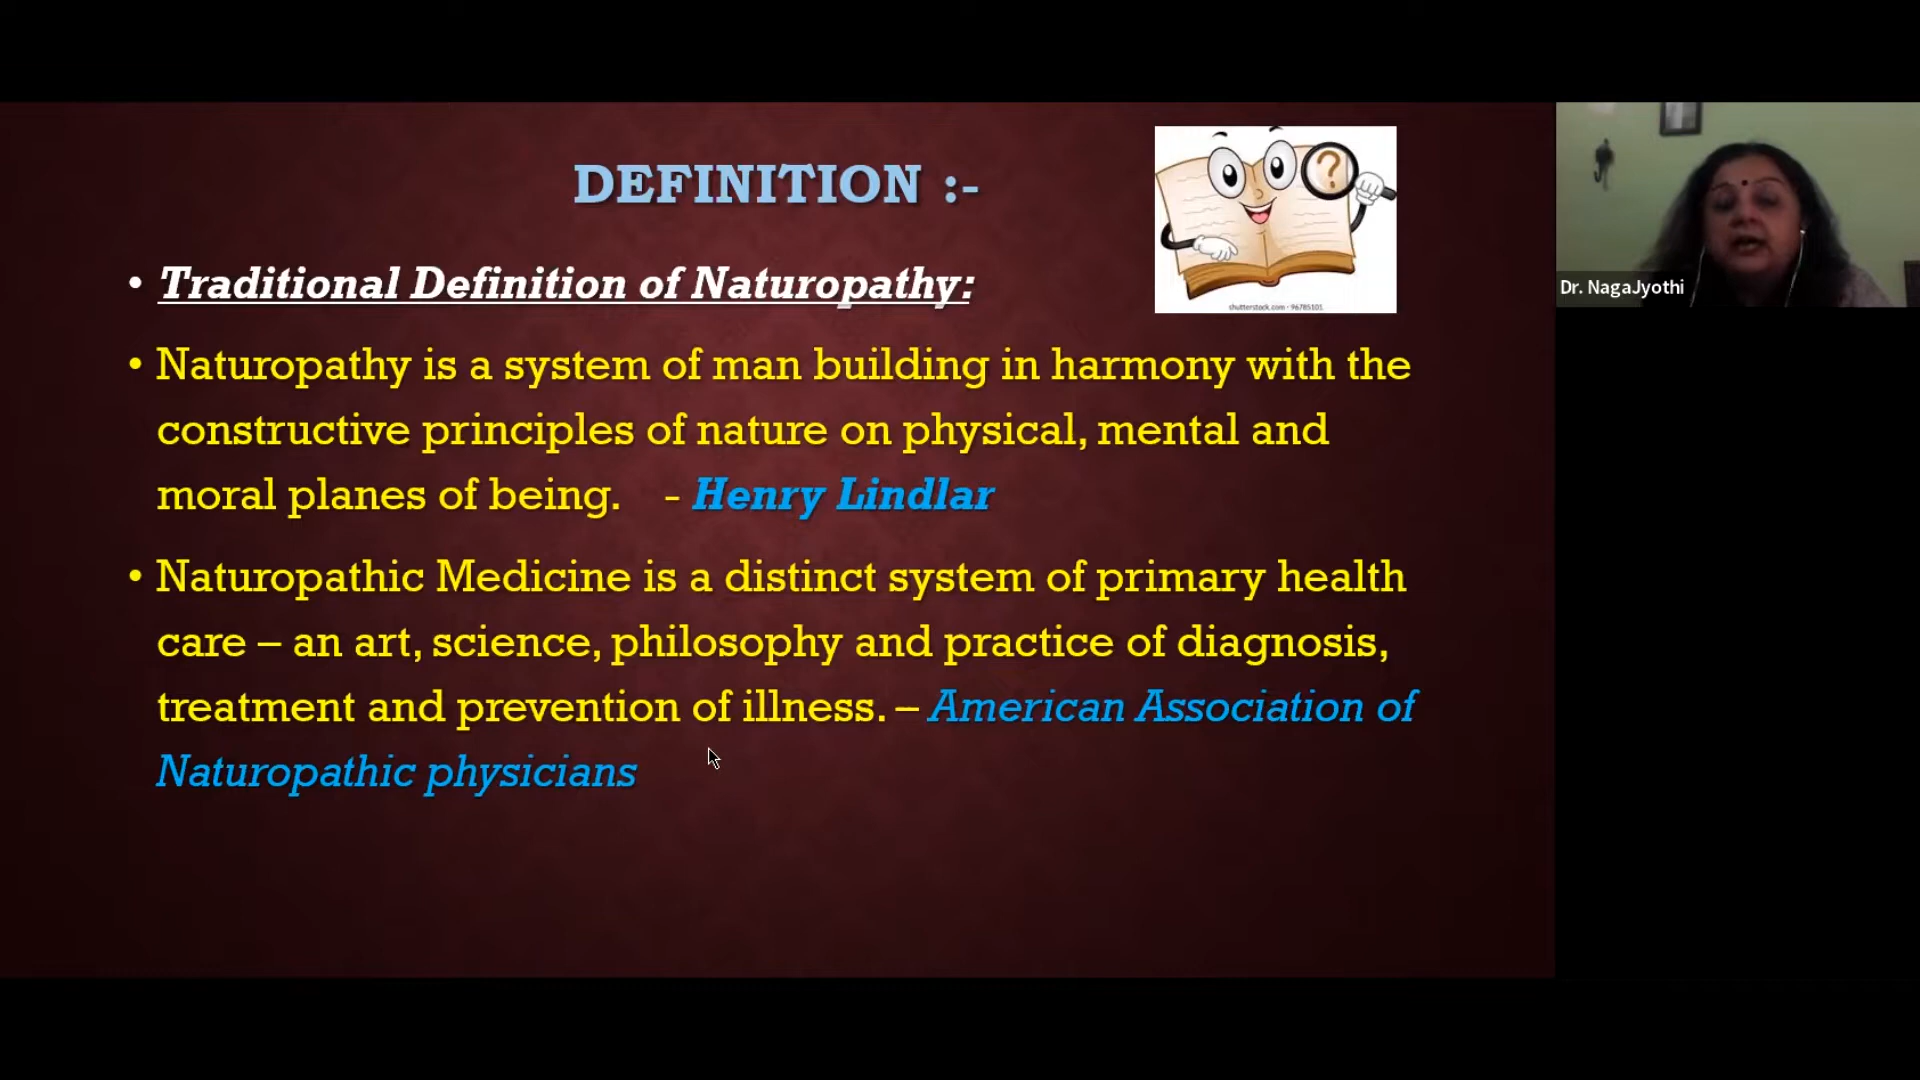 DEFINITION :-
• Traditional Definition of Naturopathy:
• Naturopathy is a system of man building in harmony with the
constructive principles of nature on physical, mental and
moral planes of being. - Henry Lindlar
• Naturopathic Medicine is a distinct system of primary health
care – an art, science, philosophy and practice of diagnosis,
treatment and prevention of illness. – American Association of
Naturopathic physicians
?
shutterstock.com · 96785101
Dr. NagaJyothi